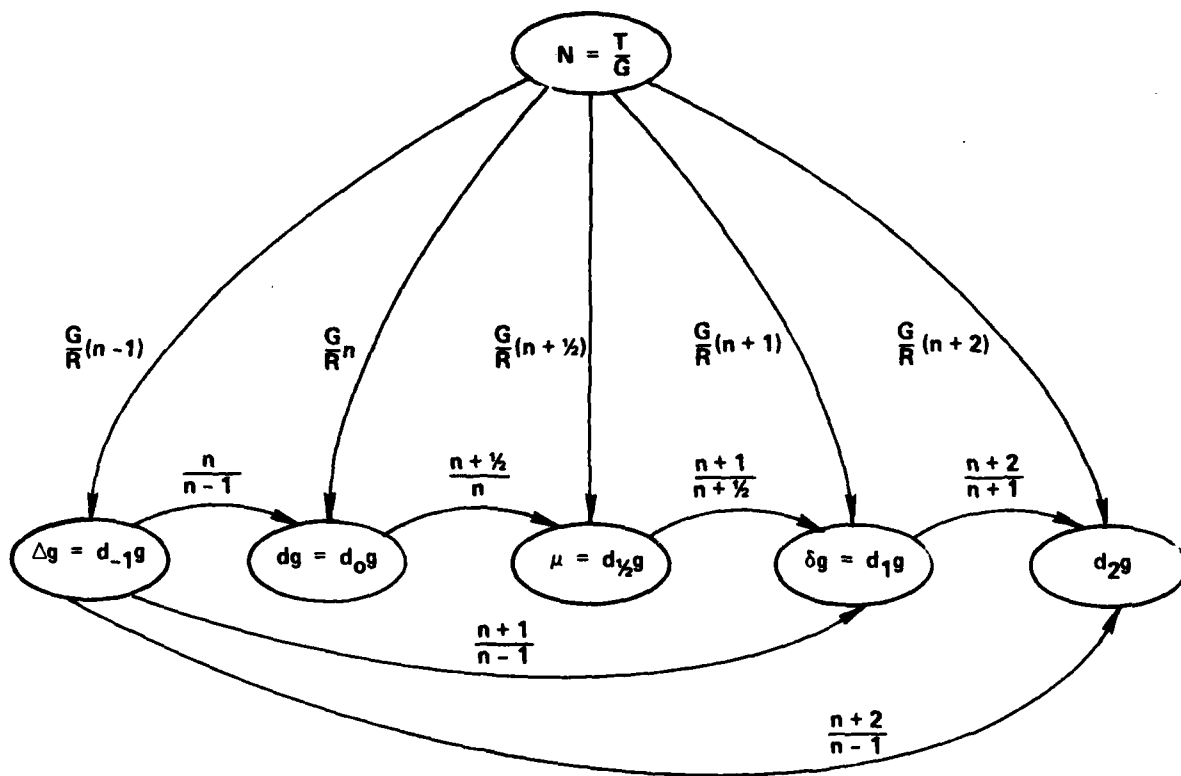 N = T/G
G/R (n - 1)
G/R n
G/R (n + ½)
G/R (n + 1)
G/R (n + 2)
n/n - 1
n + ½/n
n + 1/n + ½
n + 2/n + 1
Δg = d₋₁g
dg = d₀g
μ = d½g
δg = d₁g
d₂g
n + 1/n - 1
n + 2/n - 1